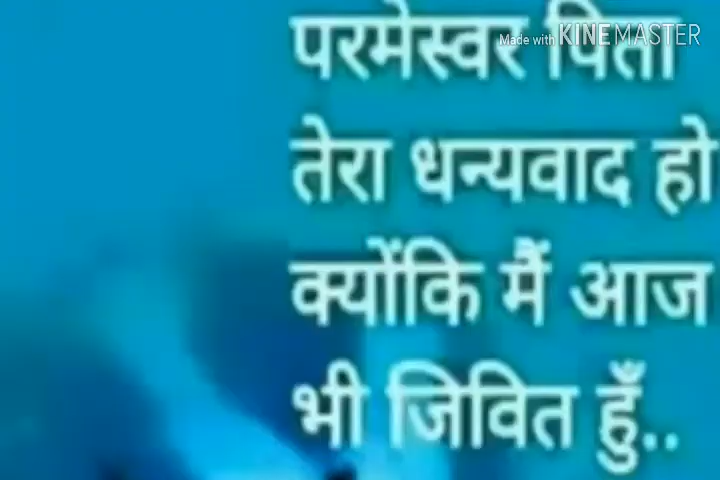 Made with KINEMASTER
परमेस्वर पिता
तेरा धन्यवाद हो
क्योंकि मैं आज
भी जिवित हुँ..